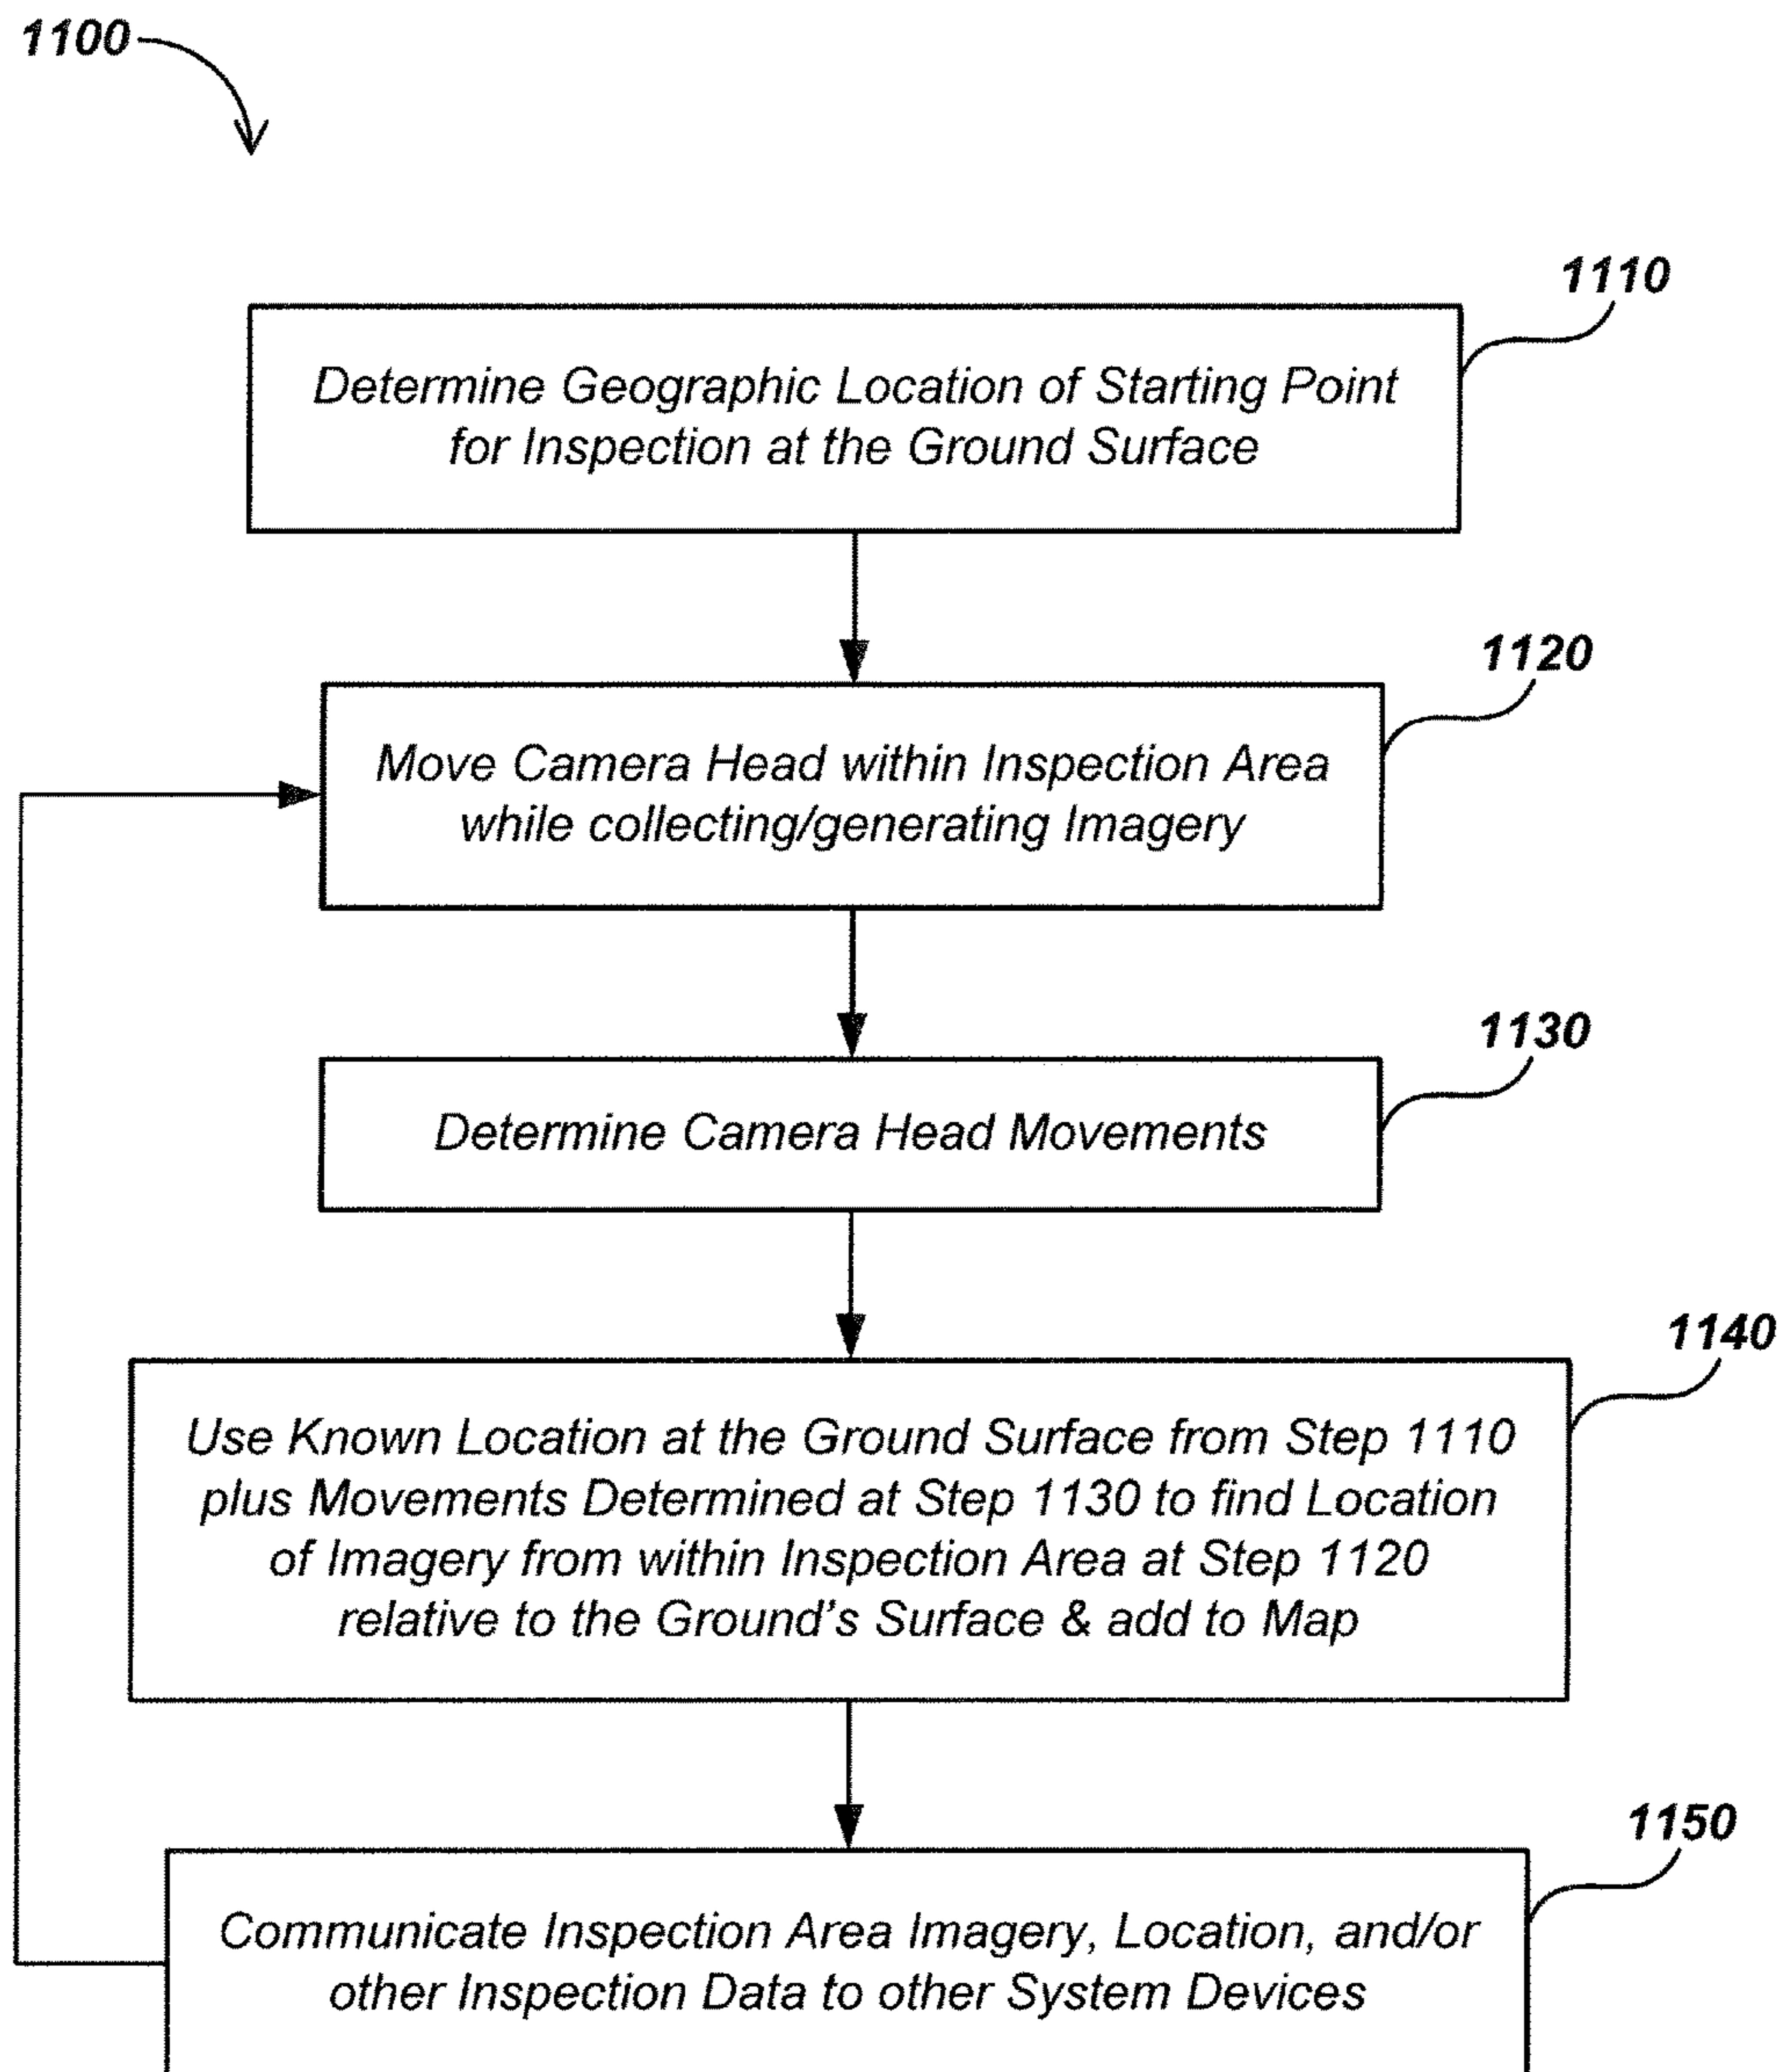 1100
1110
Determine Geographic Location of Starting Point
for Inspection at the Ground Surface
1120
Move Camera Head within Inspection Area
while collecting/generating Imagery
1130
Determine Camera Head Movements
1140
Use Known Location at the Ground Surface from Step 1110
plus Movements Determined at Step 1130 to find Location
of Imagery from within Inspection Area at Step 1120
relative to the Ground's Surface & add to Map
1150
Communicate Inspection Area Imagery, Location, and/or
other Inspection Data to other System Devices